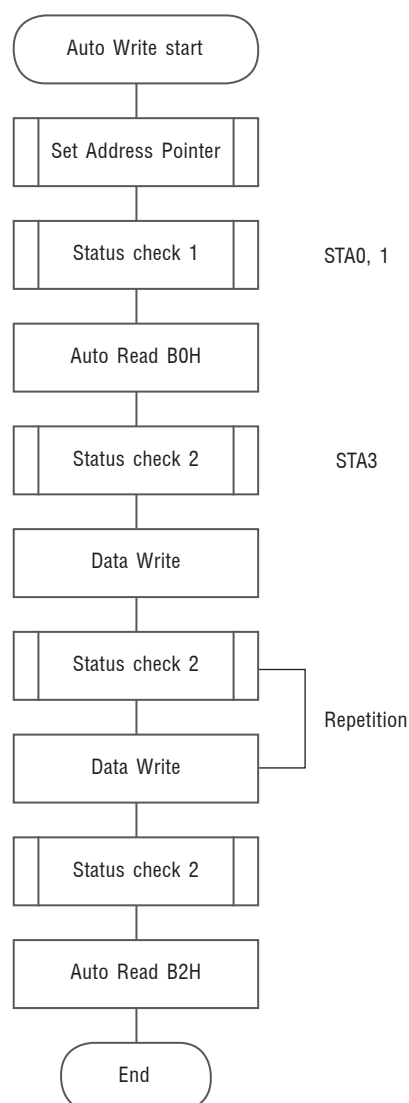 Auto Write start
Set Address Pointer
Status check 1
STA0, 1
Auto Read B0H
Status check 2
STA3
Data Write
Status check 2
Repetition
Data Write
Status check 2
Auto Read B2H
End